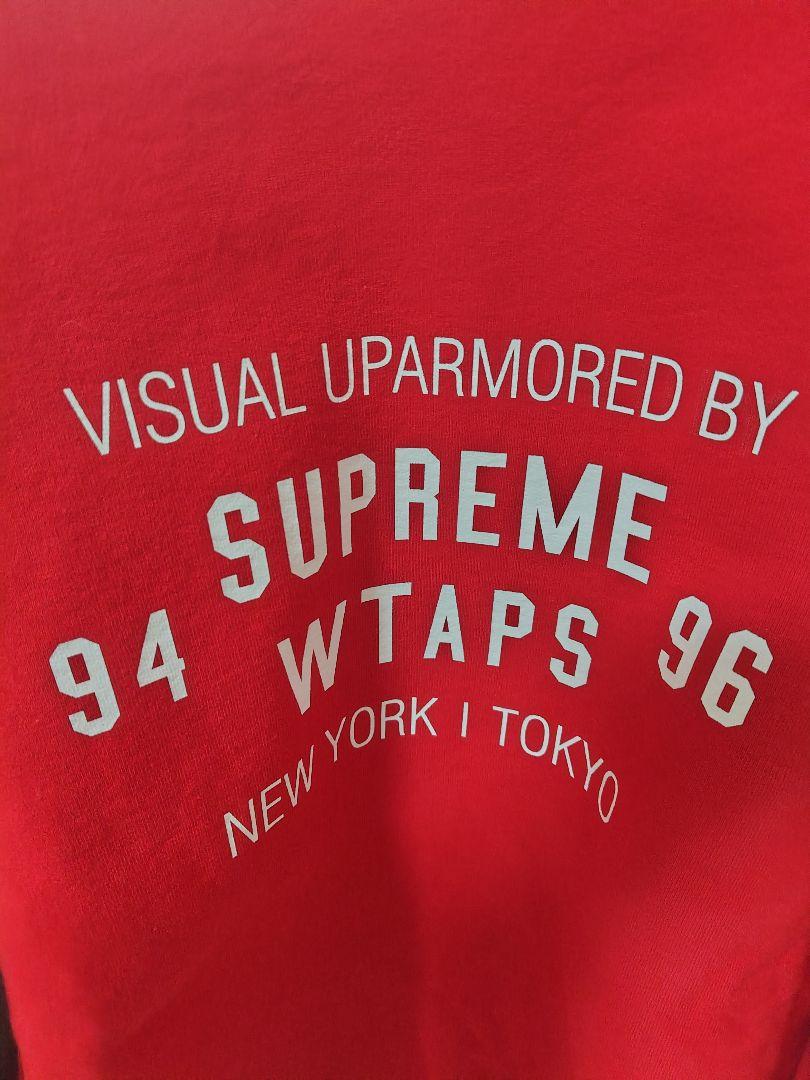 VISUAL UPARMORED BY
SUPREME
94 WTAPS 96
NEW YORK | TOKYO